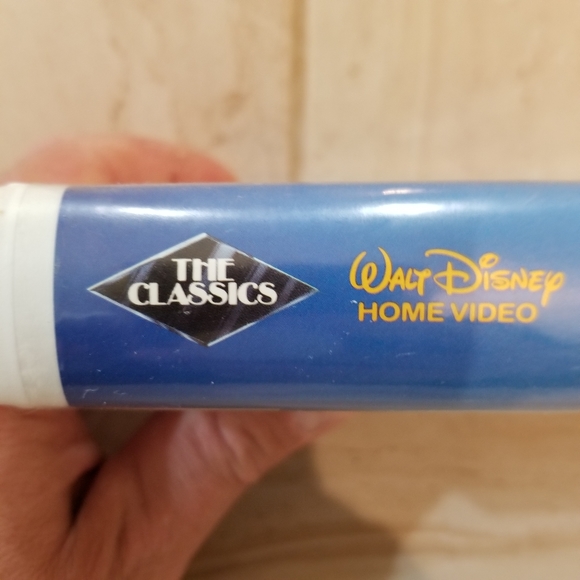 THE
CLASSICS
WALT DISNEY
HOME VIDEO